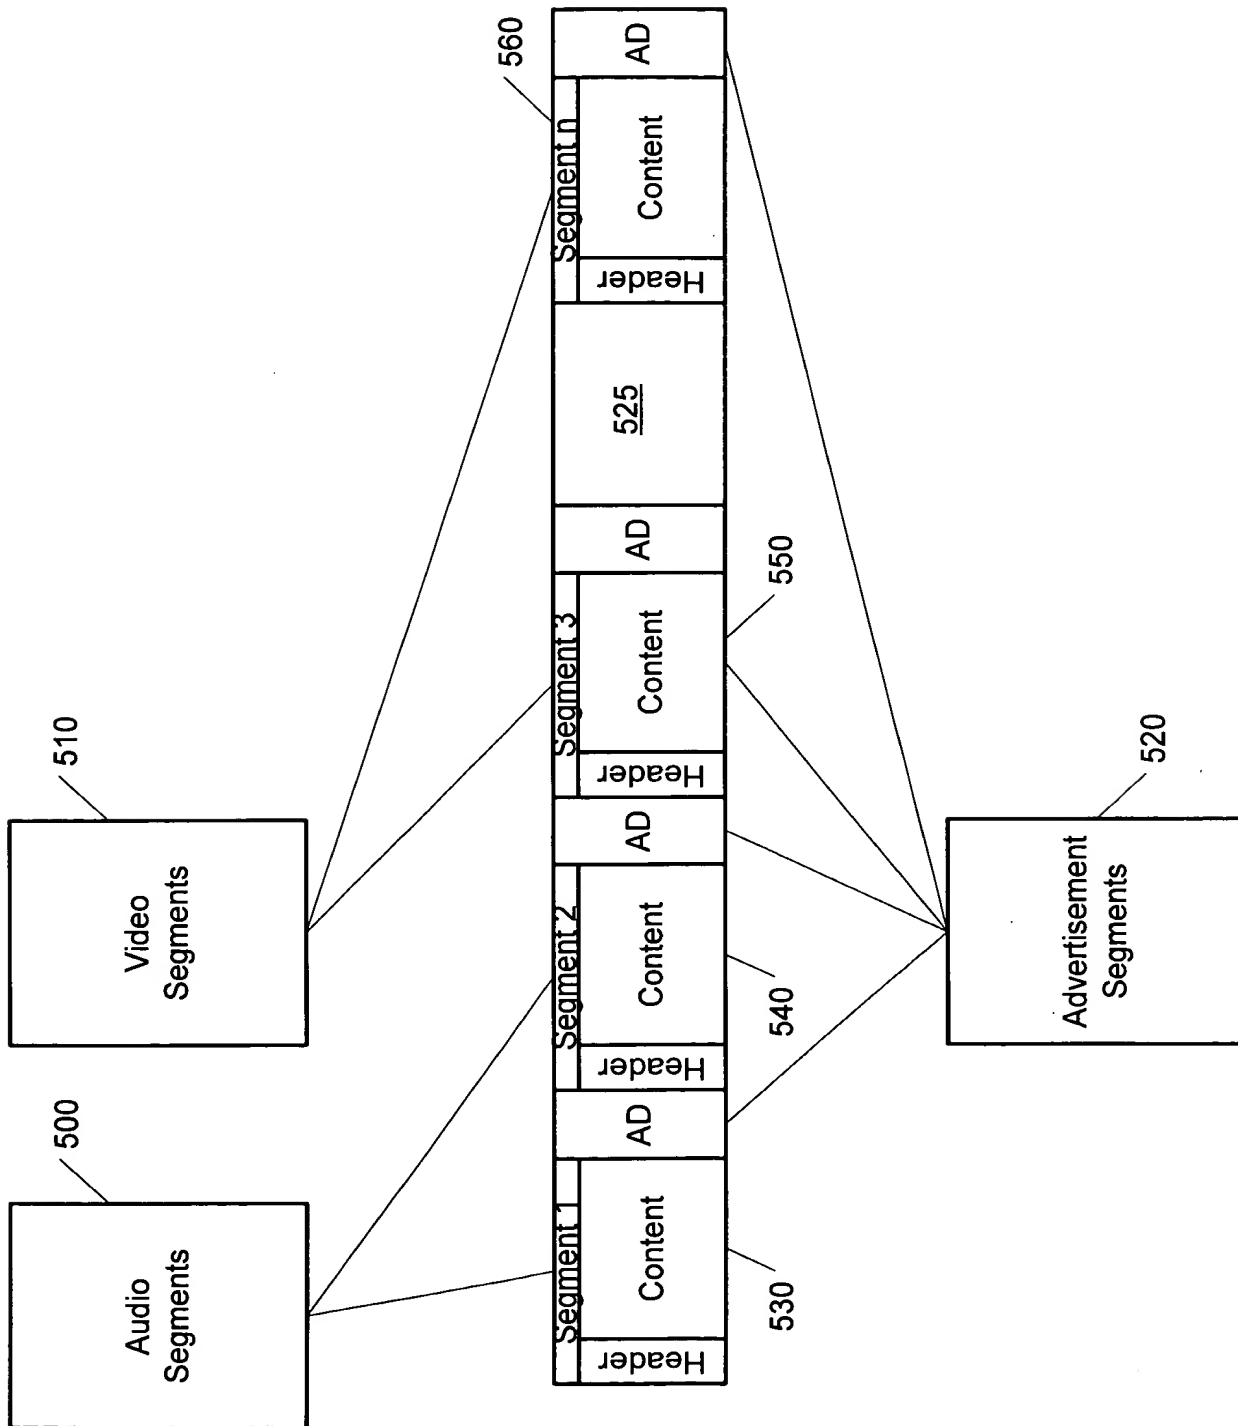 Audio
Segments
500
Video
Segments
510
560
Segment 1
Segment 2
Segment 3
Segment n
Header
Content
AD
Header
Content
AD
Header
Content
AD
525
Header
Content
AD
530
540
550
Advertisement
Segments
520